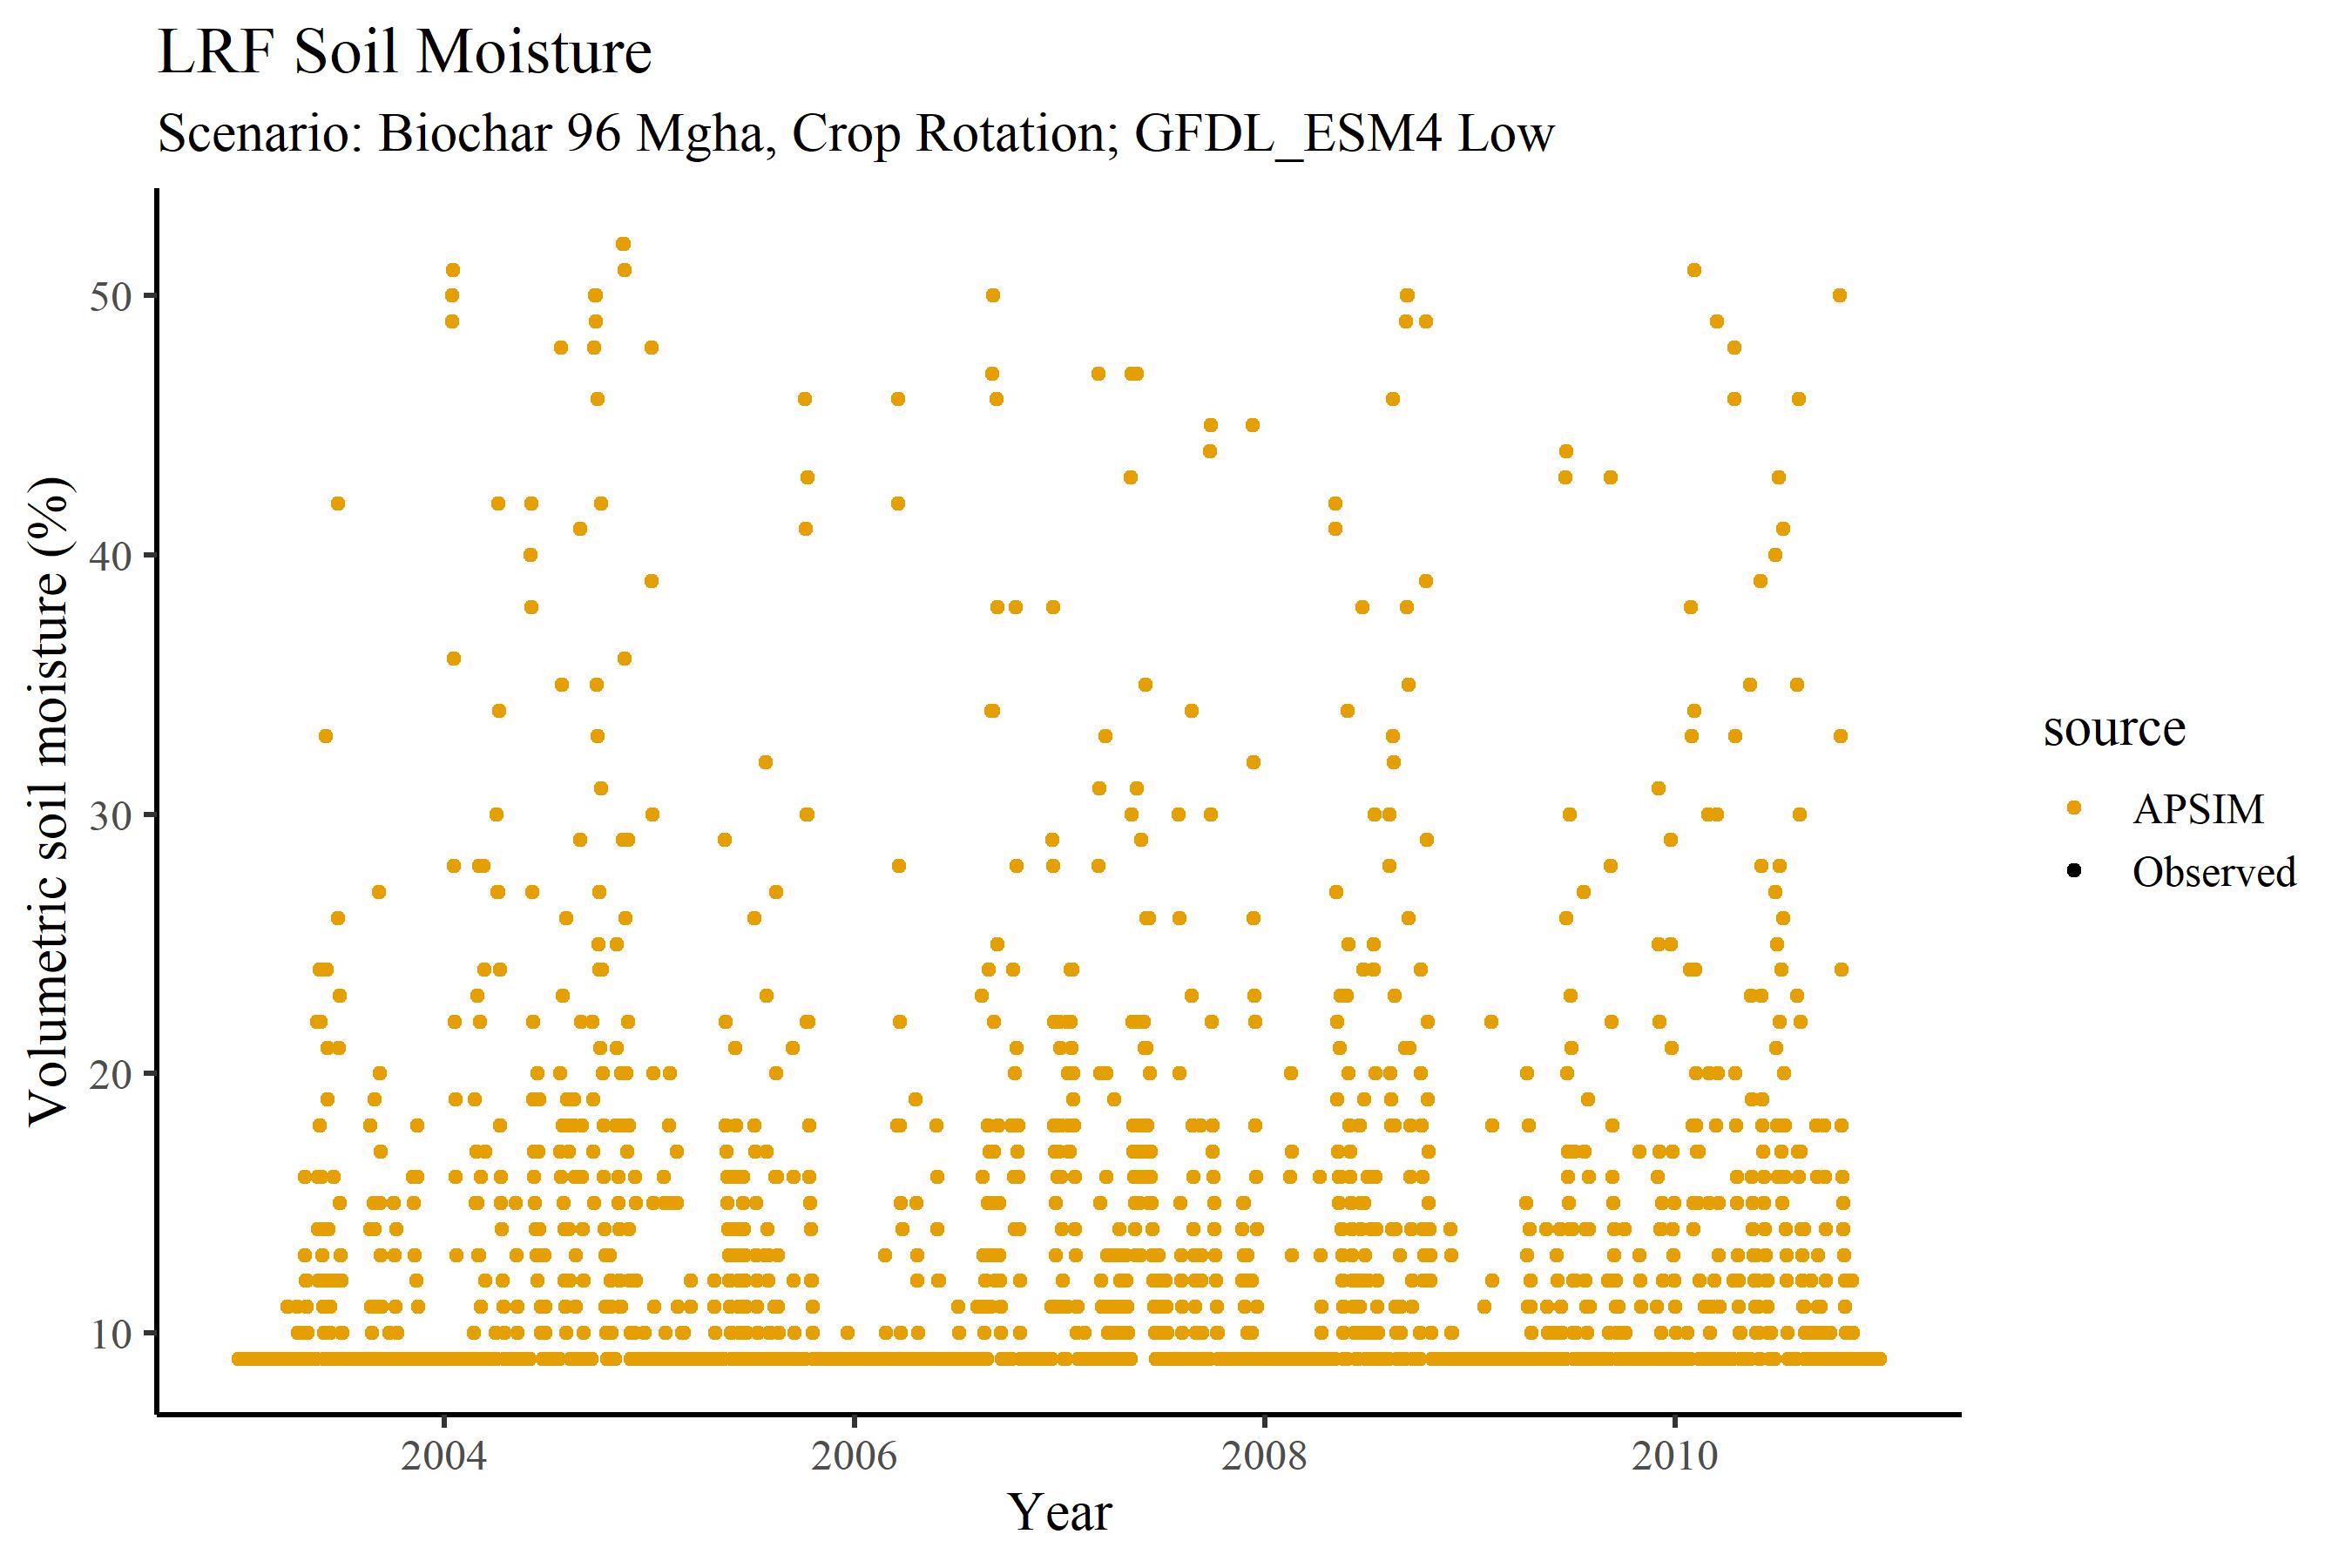 LRF Soil Moisture
Scenario: Biochar 96 Mgha, Crop Rotation; GFDL_ESM4 Low
Volumetric soil moisture (%)
50
40
30
20
10
2004
2006
2008
2010
Year
source
APSIM
Observed